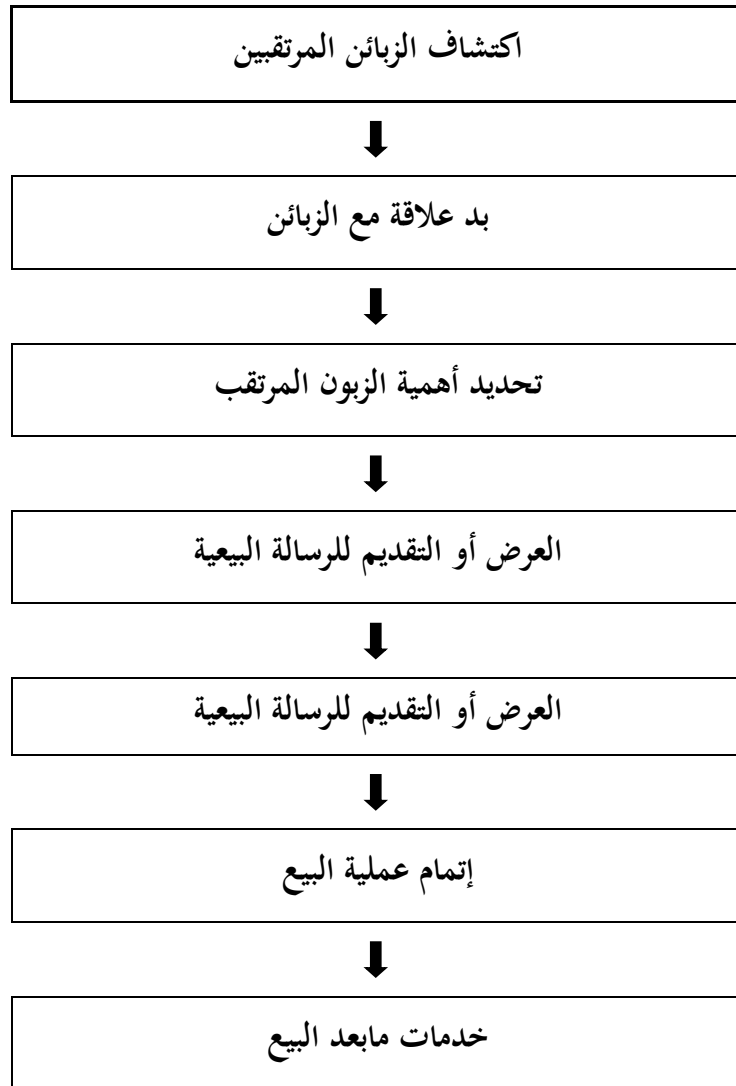 اكتشاف الزبائن المرتقبين
بد علاقة مع الزبائن
تحديد أهمية الزبون المرتقب
العرض أو التقديم للرسالة البيعية
العرض أو التقديم للرسالة البيعية
إتمام عملية البيع
خدمات مابعد البيع